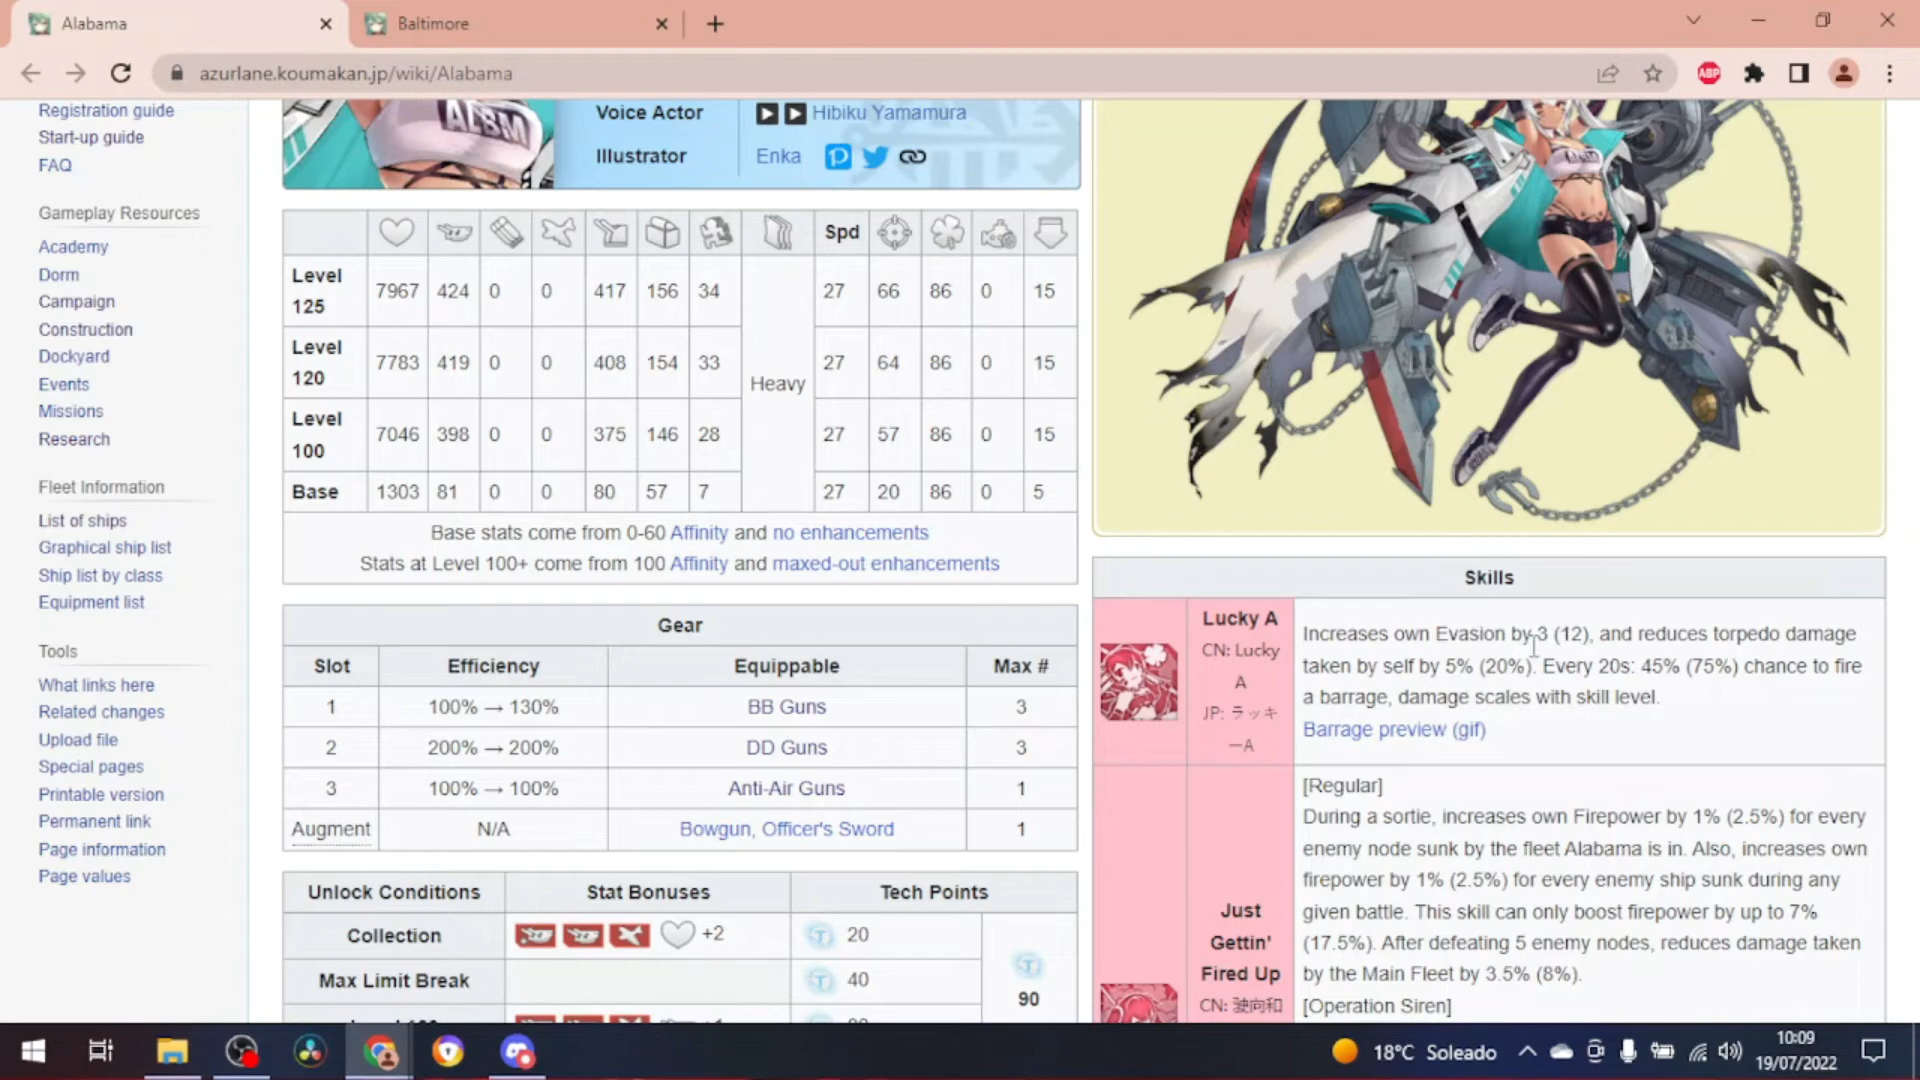 Alabama
Baltimore
azurlane.koumakan.jp/wiki/Alabama
ABP
Registration guide
Start-up guide
FAQ
Gameplay Resources
Academy
Dorm
Campaign
Construction
Dockyard
Events
Missions
Research
Fleet Information
List of ships
Graphical ship list
Ship list by class
Equipment list
Tools
What links here
Related changes
Upload file
Special pages
Printable version
Permanent link
Page information
Page values
Voice Actor Hibiku Yamamura
Illustrator Enka
Spd
Level 125 7967 424 0 0 417 156 34 27 66 86 0 15
Level 120 7783 419 0 0 408 154 33 Heavy 27 64 86 0 15
Level 100 7046 398 0 0 375 146 28 27 57 86 0 15
Base 1303 81 0 0 80 57 7 27 20 86 0 5
Base stats come from 0-60 Affinity and no enhancements
Stats at Level 100+ come from 100 Affinity and maxed-out enhancements
Gear
Slot Efficiency Equippable Max #
1 100% → 130% BB Guns 3
2 200% → 200% DD Guns 3
3 100% → 100% Anti-Air Guns 1
Augment N/A Bowgun, Officer's Sword 1
Unlock Conditions Stat Bonuses Tech Points
Collection +2 20
Max Limit Break 40
90
Skills
Lucky A
CN: Lucky
A
JP: ラッキ
ーA
Increases own Evasion by 3 (12), and reduces torpedo damage
taken by self by 5% (20%). Every 20s: 45% (75%) chance to fire
a barrage, damage scales with skill level.
Barrage preview (gif)
Just
Gettin'
Fired Up
CN: 驶向和
[Regular]
During a sortie, increases own Firepower by 1% (2.5%) for every
enemy node sunk by the fleet Alabama is in. Also, increases own
firepower by 1% (2.5%) for every enemy ship sunk during any
given battle. This skill can only boost firepower by up to 7%
(17.5%). After defeating 5 enemy nodes, reduces damage taken
by the Main Fleet by 3.5% (8%).
[Operation Siren]
18°C Soleado
10:09
19/07/2022